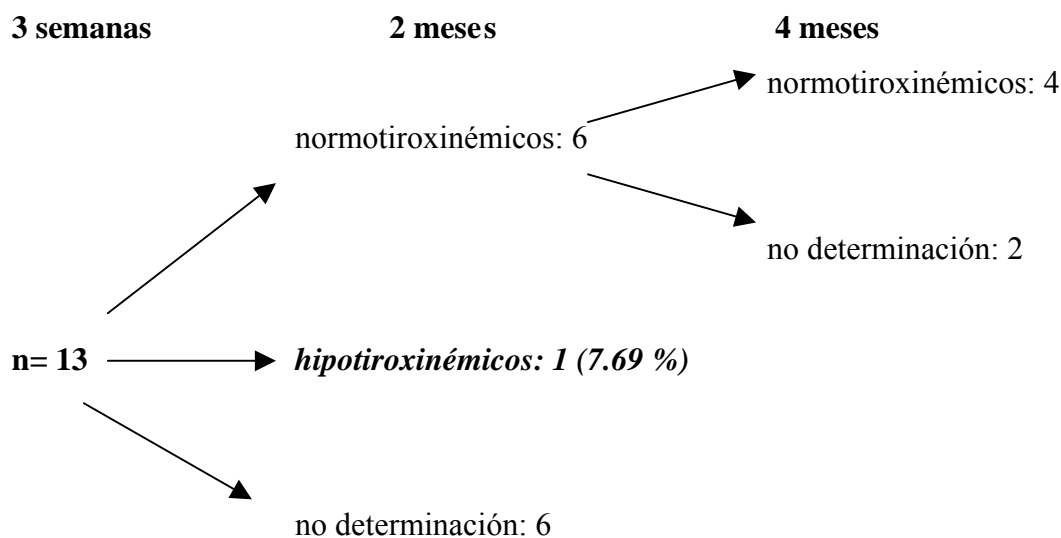 3 semanas 2 meses 4 meses
normotiroxinémicos: 4
normotiroxinémicos: 6
no determinación: 2
n= 13 hipotiroxinémicos: 1 (7.69 %)
no determinación: 6